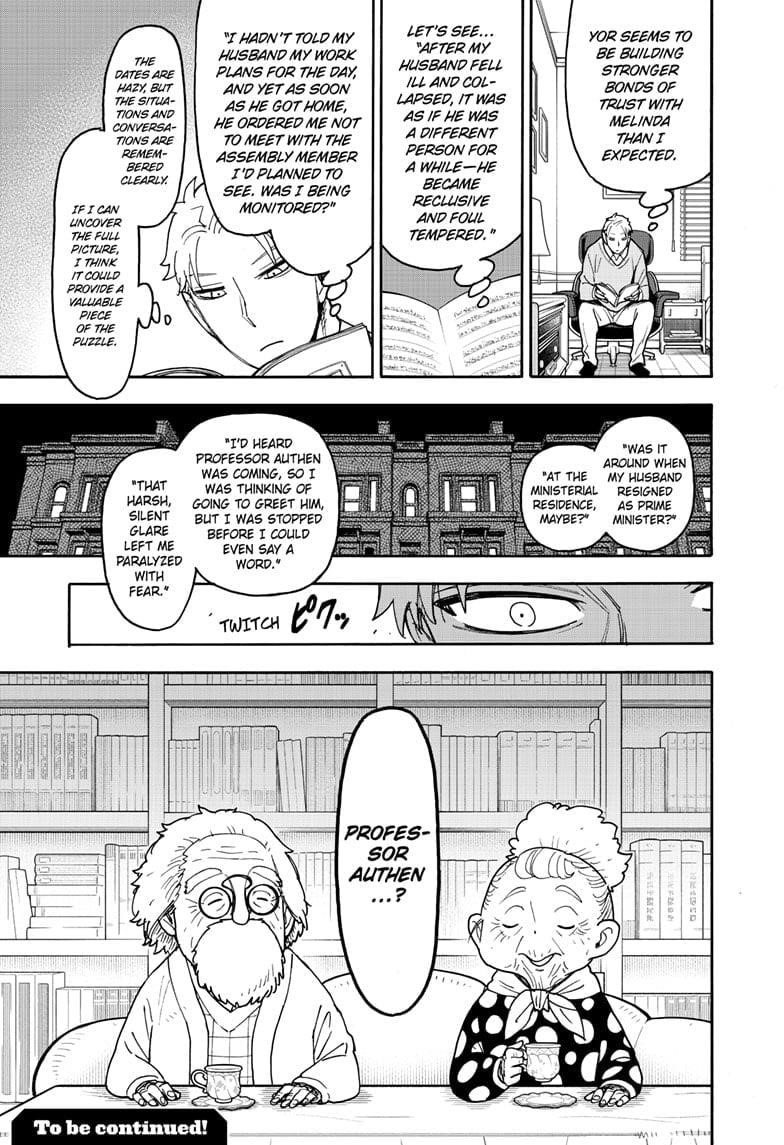 YOR SEEMS TO
BE BUILDING
STRONGER
BONDS OF
TRUST WITH
MELINDA
THAN I
EXPECTED.
LET'S SEE...
"AFTER MY
HUSBAND FELL
ILL AND COL-
LAPSED, IT WAS
AS IF HE WAS
A DIFFERENT
PERSON FOR
A WHILE—HE
BECAME
RECLUSIVE
AND FOUL
TEMPERED."
"I HADN'T TOLD MY
HUSBAND MY WORK
PLANS FOR THE DAY,
AND YET AS SOON
AS HE GOT HOME,
HE ORDERED ME NOT
TO MEET WITH THE
ASSEMBLY MEMBER
I'D PLANNED TO
SEE. WAS I BEING
MONITORED?"
THE
DATES ARE
HAZY, BUT
THE SITUA-
TIONS AND
CONVERSA-
TIONS ARE
REMEM-
BERED
CLEARLY.
IF I CAN
UNCOVER
THE FULL
PICTURE,
I THINK
IT COULD
PROVIDE A
VALUABLE
PIECE
OF THE
PUZZLE.
"WAS IT
AROUND WHEN
MY HUSBAND
RESIGNED
AS PRIME
MINISTER?"
"AT THE
MINISTERIAL
RESIDENCE,
MAYBE?"
"I'D HEARD
PROFESSOR AUTHEN
WAS COMING, SO I
WAS THINKING OF
GOING TO GREET HIM,
BUT I WAS STOPPED
BEFORE I COULD
EVEN SAY A
WORD."
"THAT
HARSH,
SILENT
GLARE
LEFT ME
PARALYZED
WITH
FEAR."
TWITCH ピクッ
PROFES-
SOR
AUTHEN
...?
To be continued!